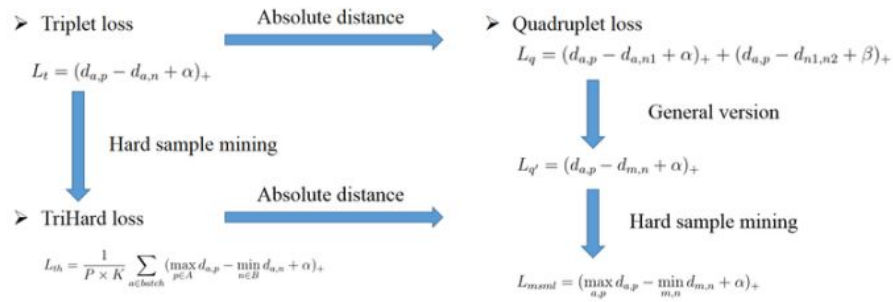 ➢ Triplet loss
Absolute distance
➢ Quadruplet loss
L_t = (d_{a,p} − d_{a,n} + α)_+
L_q = (d_{a,p} − d_{a,n1} + α)_+ + (d_{a,p} − d_{n1,n2} + β)_+
Hard sample mining
General version
L_{q'} = (d_{a,p} − d_{m,n} + α)_+
➢ TriHard loss
Absolute distance
Hard sample mining
L_{th} = \frac{1}{P × K} \sum_{a∈batch} (\max_{p∈A} d_{a,p} − \min_{n∈B} d_{a,n} + α)_+
L_{msml} = (\max_{a,p} d_{a,p} − \min_{m,n} d_{m,n} + α)_+